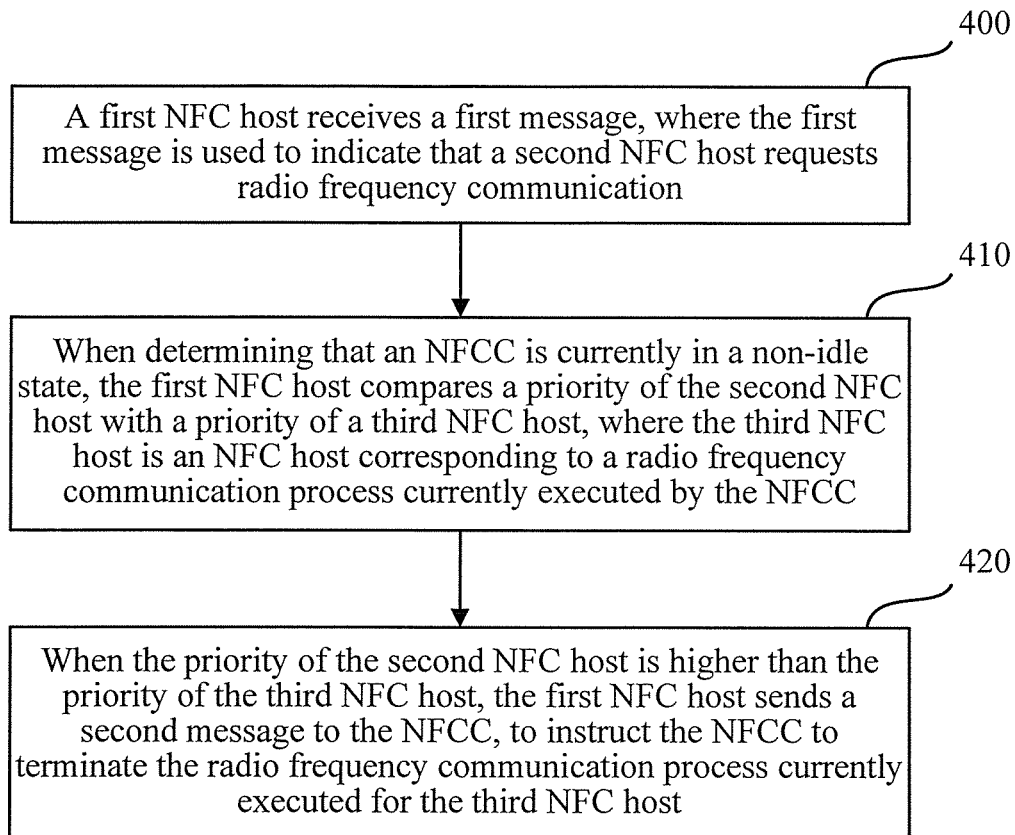 400
A first NFC host receives a first message, where the first
message is used to indicate that a second NFC host requests
radio frequency communication
410
When determining that an NFCC is currently in a non-idle
state, the first NFC host compares a priority of the second NFC
host with a priority of a third NFC host, where the third NFC
host is an NFC host corresponding to a radio frequency
communication process currently executed by the NFCC
420
When the priority of the second NFC host is higher than the
priority of the third NFC host, the first NFC host sends a
second message to the NFCC, to instruct the NFCC to
terminate the radio frequency communication process currently
executed for the third NFC host